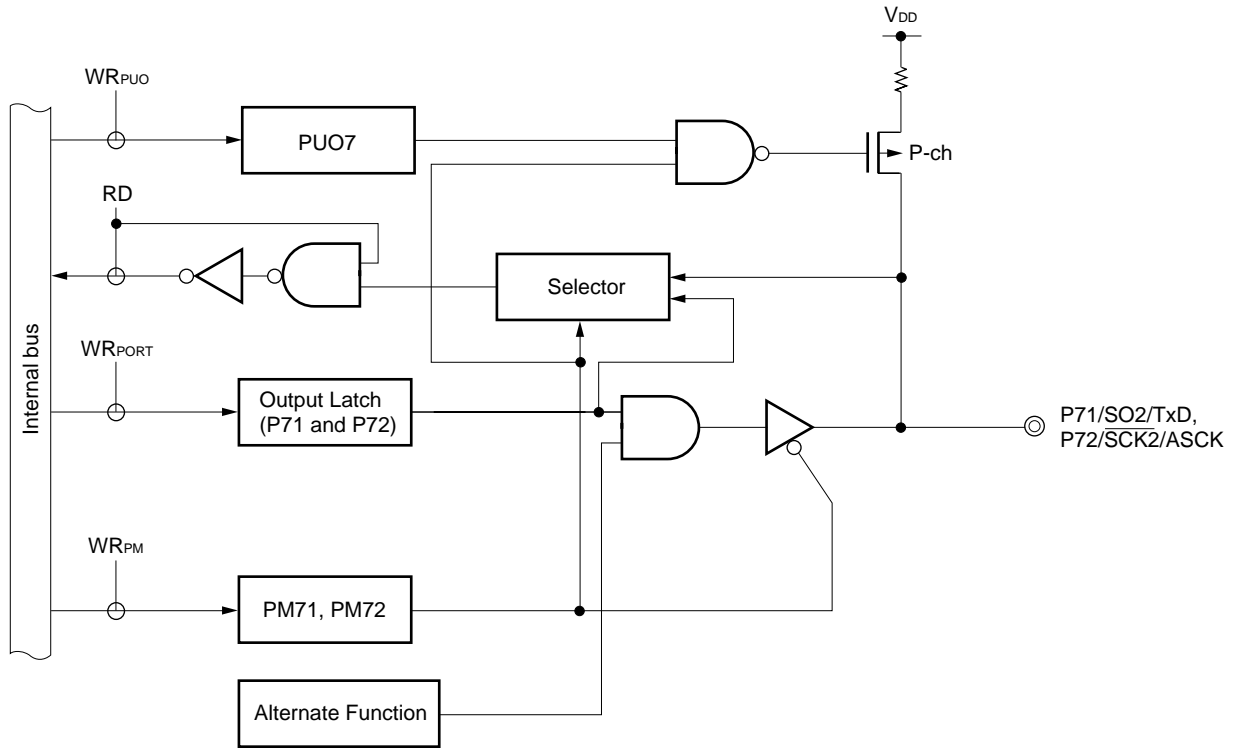 VDD
WRPUO
PUO7
P-ch
RD
Selector
Internal bus
WRPORT
Output Latch
(P71 and P72)
P71/SO2/TxD,
P72/S̅C̅K̅2̅/ASCK
WRPM
PM71, PM72
Alternate Function